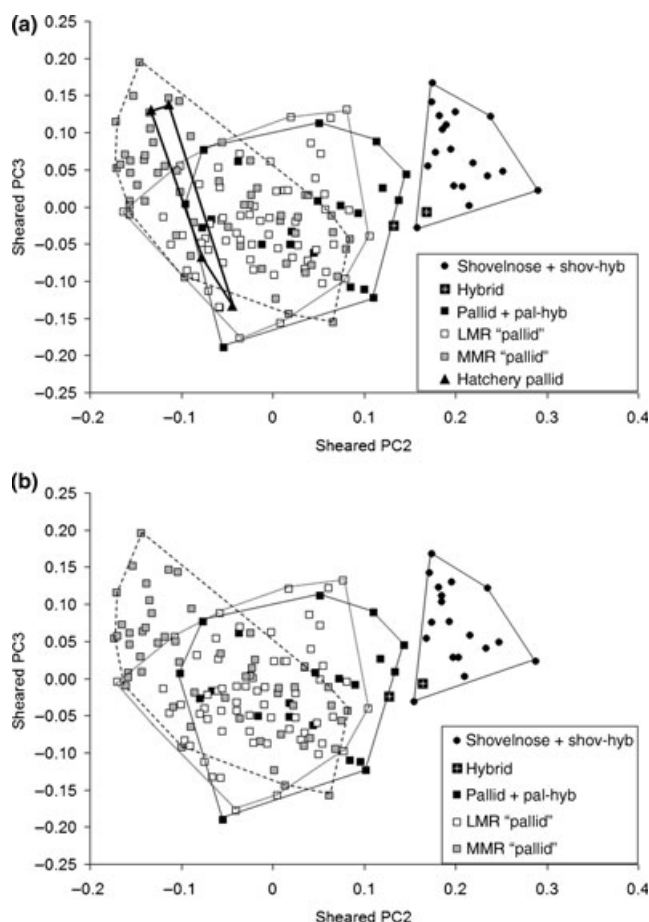 (a)
0.25
0.20
0.15
0.10
0.05
0.00
−0.05
−0.10
−0.15
−0.20
−0.25
Sheared PC3
−0.2
−0.1
0
0.1
0.2
0.3
0.4
Sheared PC2
Shovelnose + shov-hyb
Hybrid
Pallid + pal-hyb
LMR “pallid”
MMR “pallid”
Hatchery pallid
(b)
0.25
0.20
0.15
0.10
0.05
0.00
−0.05
−0.10
−0.15
−0.20
−0.25
Sheared PC3
−0.2
−0.1
0
0.1
0.2
0.3
0.4
Sheared PC2
Shovelnose + shov-hyb
Hybrid
Pallid + pal-hyb
LMR “pallid”
MMR “pallid”